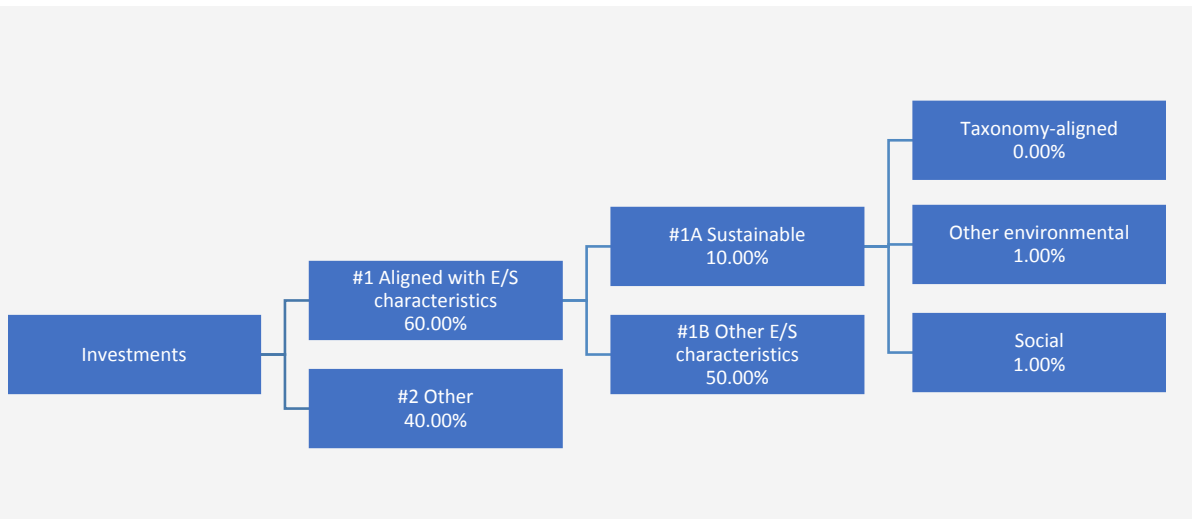 Investments
#1 Aligned with E/S
characteristics
60.00%
#2 Other
40.00%
#1A Sustainable
10.00%
#1B Other E/S
characteristics
50.00%
Taxonomy-aligned
0.00%
Other environmental
1.00%
Social
1.00%